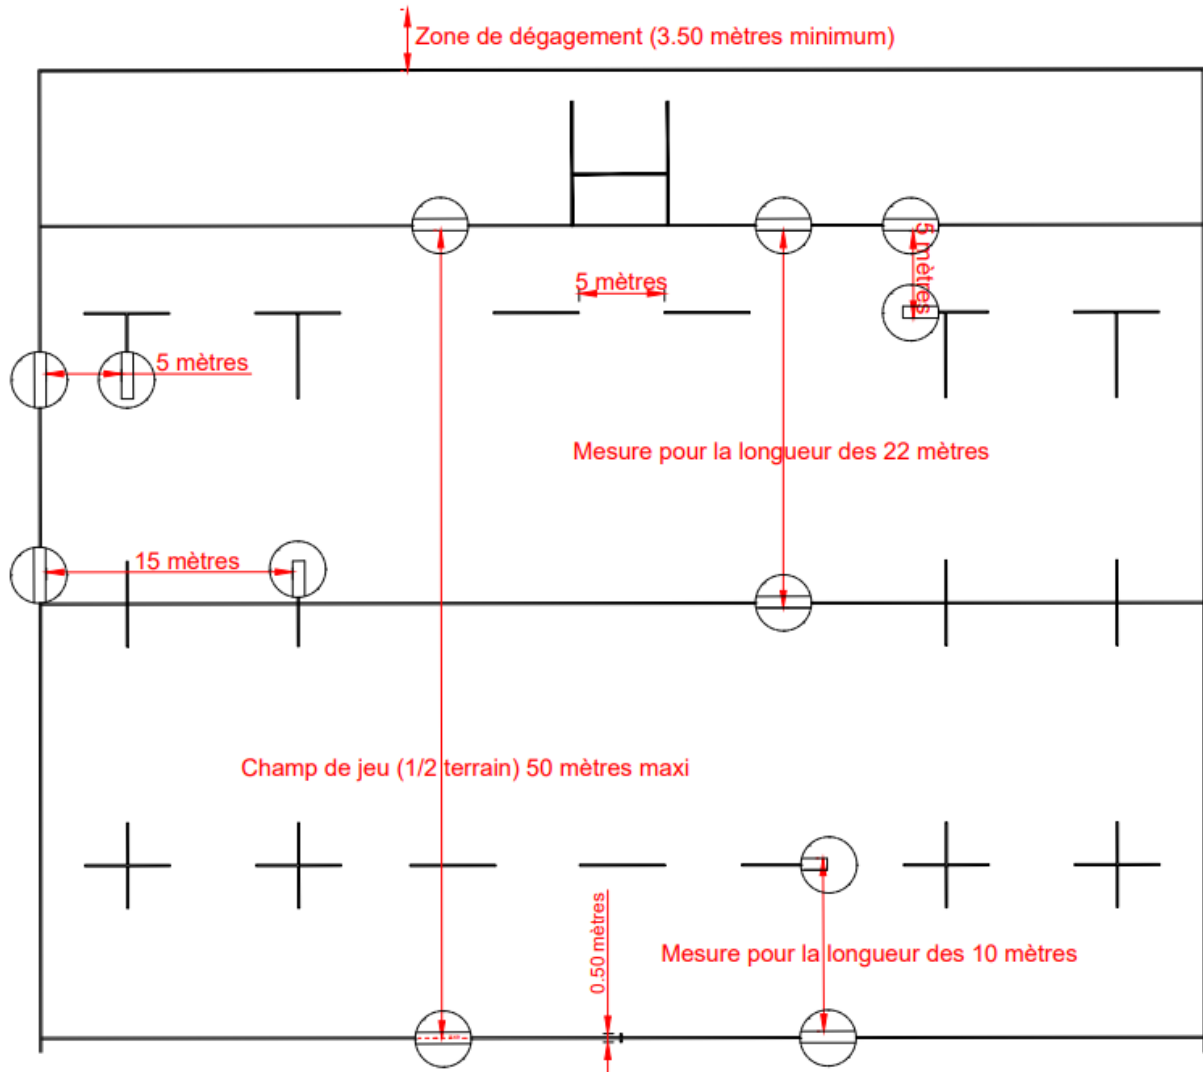 Zone de dégagement (3.50 mètres minimum)
5 mètres
5 mètres
5 mètres
Mesure pour la longueur des 22 mètres
15 mètres
Champ de jeu (1/2 terrain) 50 mètres maxi
0.50 mètres
Mesure pour la longueur des 10 mètres